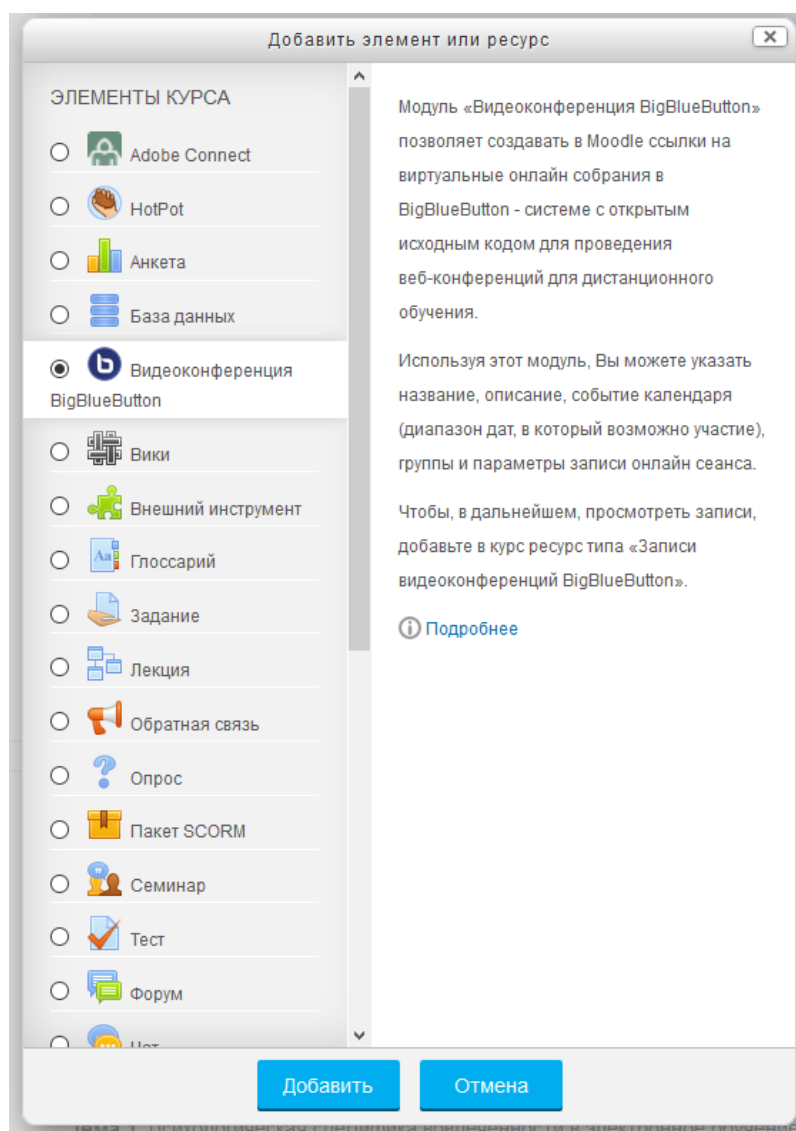 Добавить элемент или ресурс
ЭЛЕМЕНТЫ КУРСА
Adobe Connect
HotPot
Анкета
База данных
Видеоконференция
BigBlueButton
Вики
Внешний инструмент
Глоссарий
Задание
Лекция
Обратная связь
Опрос
Пакет SCORM
Семинар
Тест
Форум
Чат
Модуль «Видеоконференция BigBlueButton»
позволяет создавать в Moodle ссылки на
виртуальные онлайн собрания в
BigBlueButton - системе с открытым
исходным кодом для проведения
веб-конференций для дистанционного
обучения.
Используя этот модуль, Вы можете указать
название, описание, событие календаря
(диапазон дат, в который возможно участие),
группы и параметры записи онлайн сеанса.
Чтобы, в дальнейшем, просмотреть записи,
добавьте в курс ресурс типа «Записи
видеоконференций BigBlueButton».
Подробнее
Добавить
Отмена